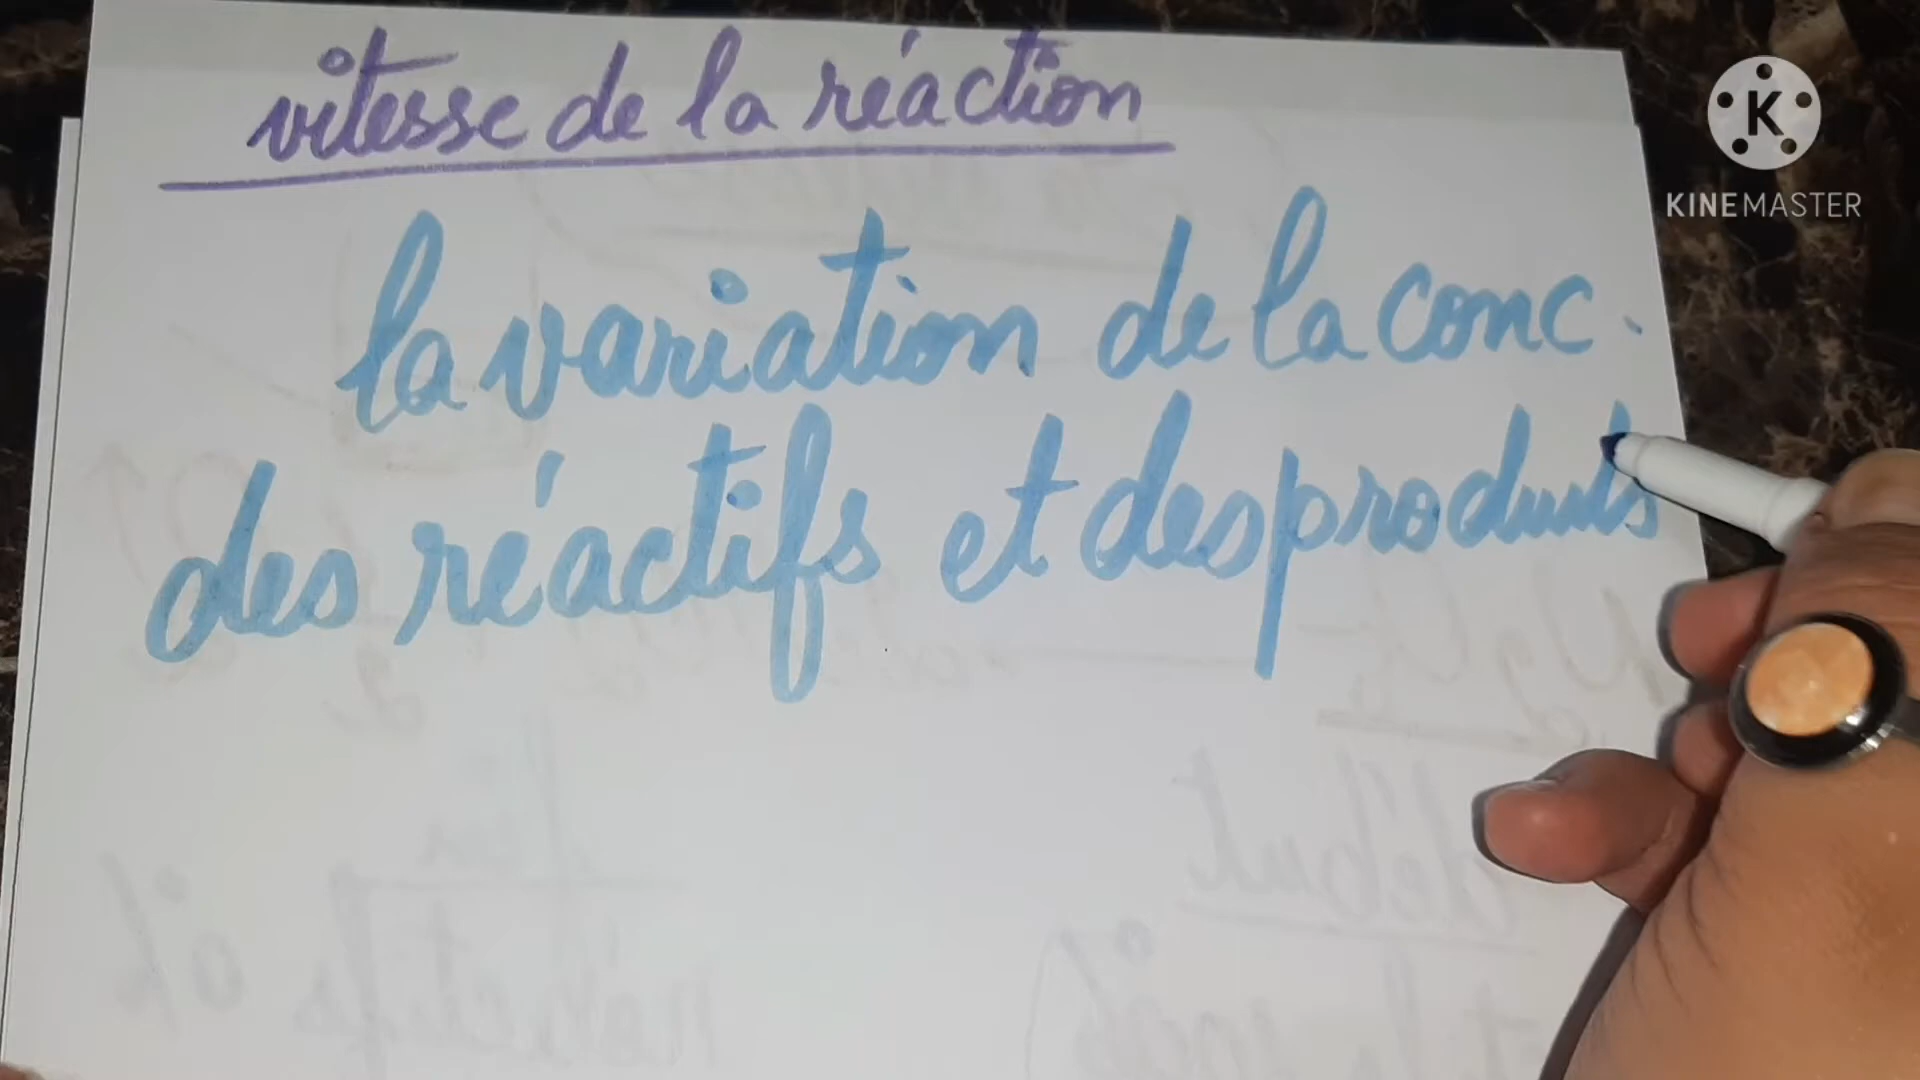 vitesse de la réaction
la variation de la conc.
des réactifs et des produits
K
KINEMASTER